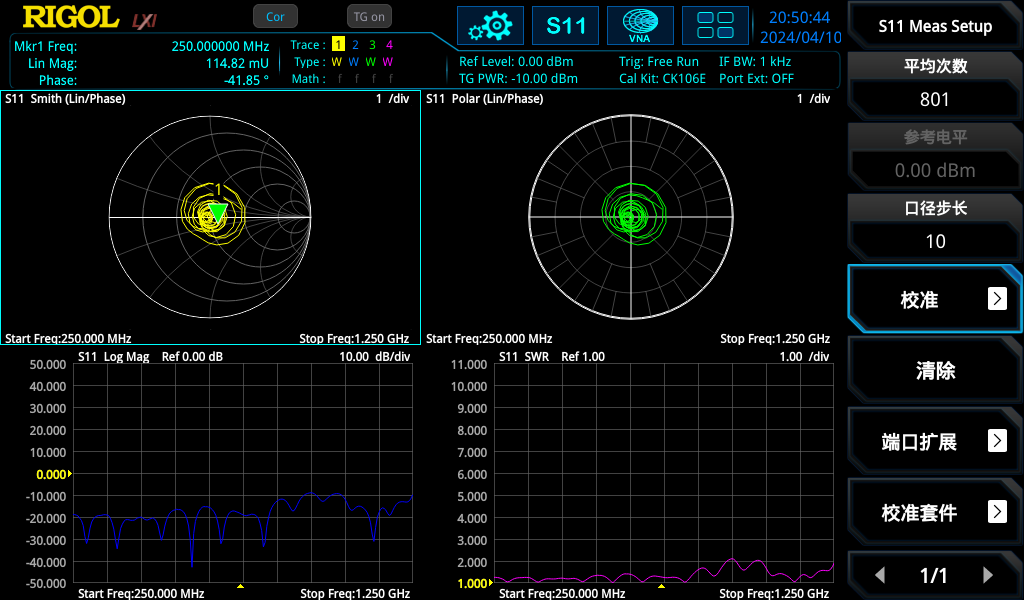 RIGOL LXI Cor TG on S11 VNA 20:50:44
2024/04/10
Mkr1 Freq: 250.000000 MHz
Lin Mag: 114.82 mU
Phase: -41.85 °
Trace : 1 2 3 4
Type : W W W W
Math : f f f f
Ref Level: 0.00 dBm Trig: Free Run IF BW: 1 kHz
TG PWR: -10.00 dBm Cal Kit: CK106E Port Ext: OFF
S11 Smith (Lin/Phase) 1 /div
1
Start Freq:250.000 MHz Stop Freq:1.250 GHz
S11 Polar (Lin/Phase) 1 /div
Start Freq:250.000 MHz Stop Freq:1.250 GHz
S11 Log Mag Ref 0.00 dB 10.00 dB/div
50.000
40.000
30.000
20.000
10.000
0.000
-10.000
-20.000
-30.000
-40.000
-50.000
Start Freq:250.000 MHz Stop Freq:1.250 GHz
S11 SWR Ref 1.00 1.00 /div
11.000
10.000
9.000
8.000
7.000
6.000
5.000
4.000
3.000
2.000
1.000
Start Freq:250.000 MHz Stop Freq:1.250 GHz
S11 Meas Setup
平均次数
801
参考电平
0.00 dBm
口径步长
10
校准
清除
端口扩展
校准套件
1/1